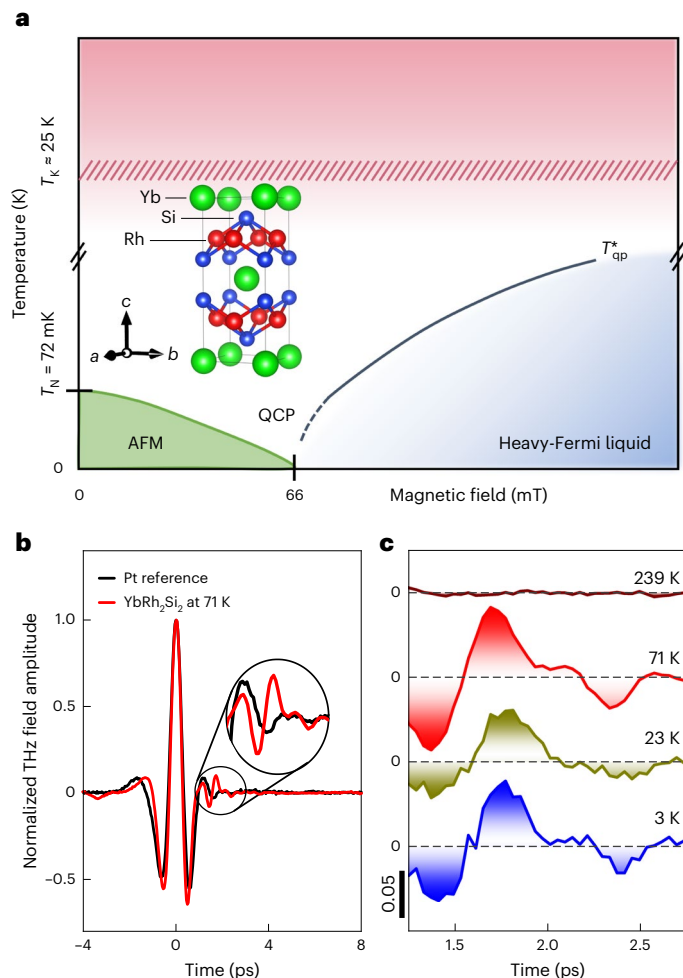 a
Temperature (K)
T_K ≈ 25 K
T_N = 72 mK
0
Yb
Si
Rh
c
a
b
T*_qp
QCP
AFM
Heavy-Fermi liquid
0
66
Magnetic field (mT)
b
Pt reference
YbRh₂Si₂ at 71 K
Normalized THz field amplitude
1.0
0.5
0
−0.5
−4
0
4
8
Time (ps)
c
0
239 K
0
71 K
0
23 K
0
3 K
0.05
1.5
2.0
2.5
Time (ps)